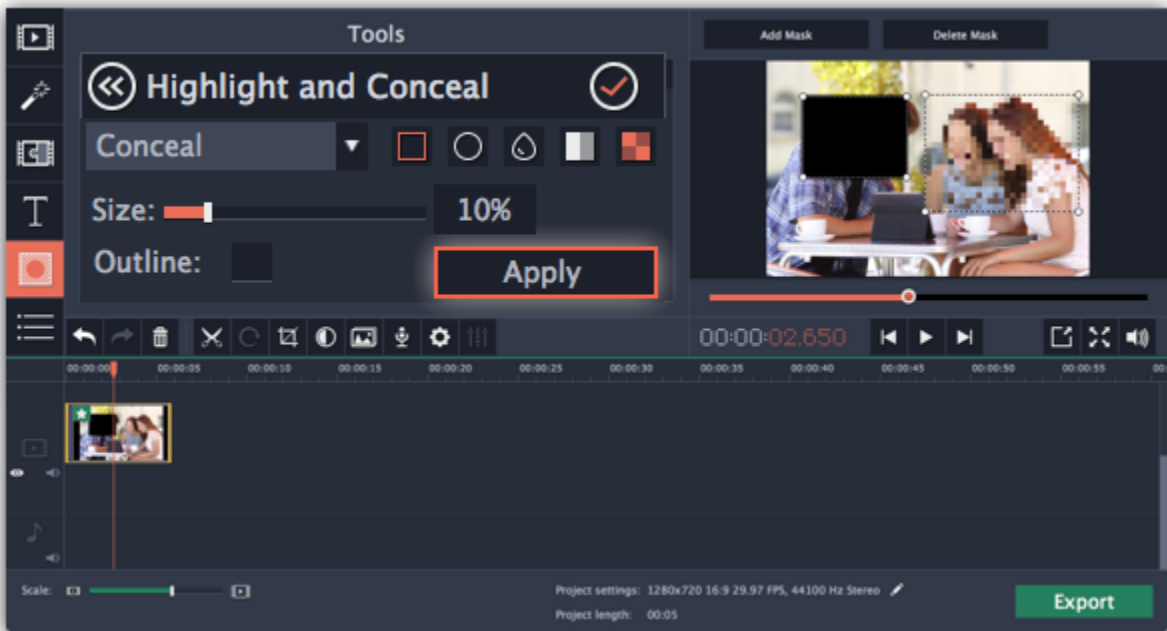 Tools
Add Mask
Delete Mask
Highlight and Conceal
Conceal
Size:
10%
Outline:
Apply
00:00:02.650
00:00:00
00:00:05
00:00:10
00:00:15
00:00:20
00:00:25
00:00:30
00:00:35
00:00:40
00:00:45
00:00:50
00:00:55
00:
Scale:
Project settings: 1280x720 16:9 29.97 FPS, 44100 Hz Stereo
Project length: 00:05
Export